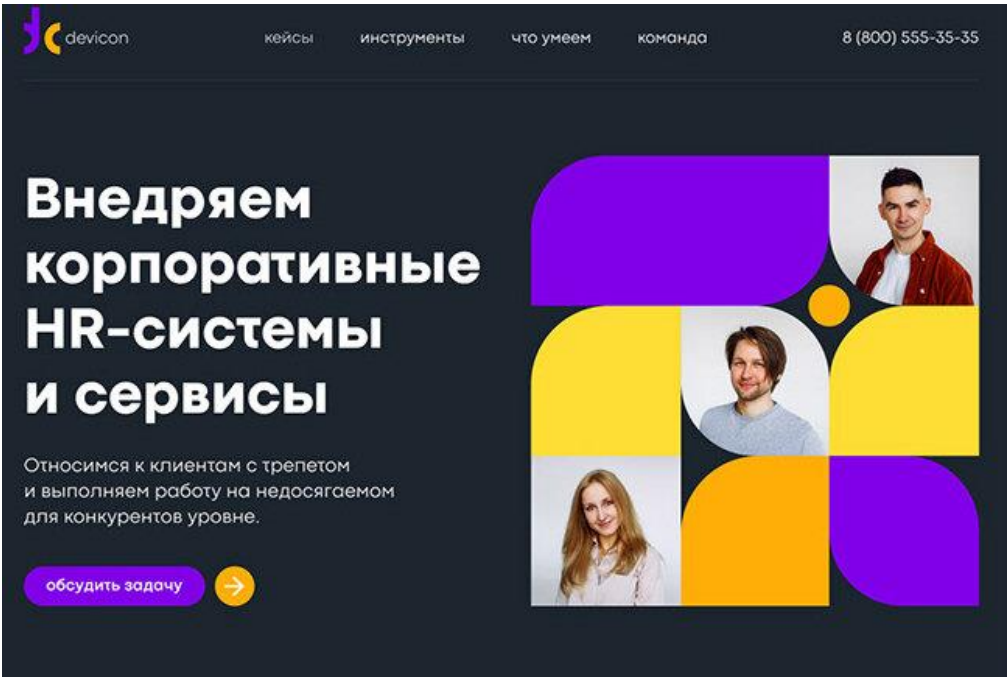 devicon
кейсы
инструменты
что умеем
команда
8 (800) 555-35-35
Внедряем
корпоративные
HR-системы
и сервисы
Относимся к клиентам с трепетом
и выполняем работу на недосягаемом
для конкурентов уровне.
обсудить задачу